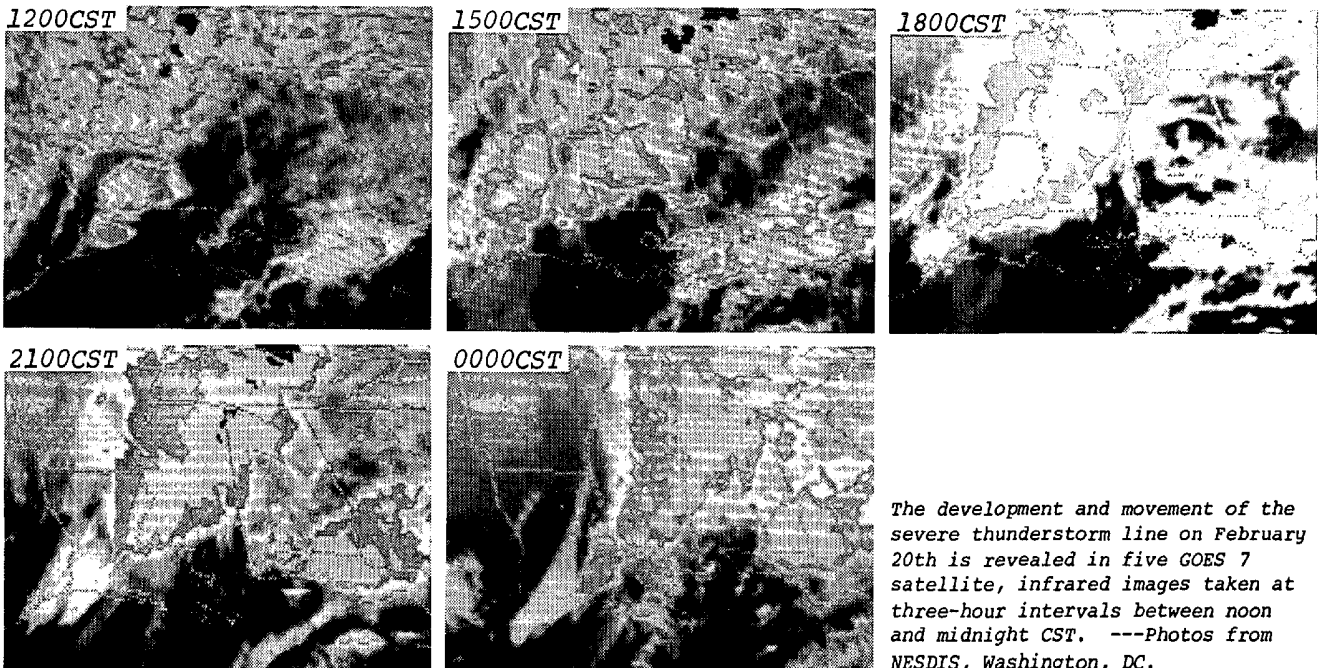 1200CST
1500CST
1800CST
2100CST
0000CST
The development and movement of the
severe thunderstorm line on February
20th is revealed in five GOES 7
satellite, infrared images taken at
three-hour intervals between noon
and midnight CST. ---Photos from
NESDIS, Washington, DC.